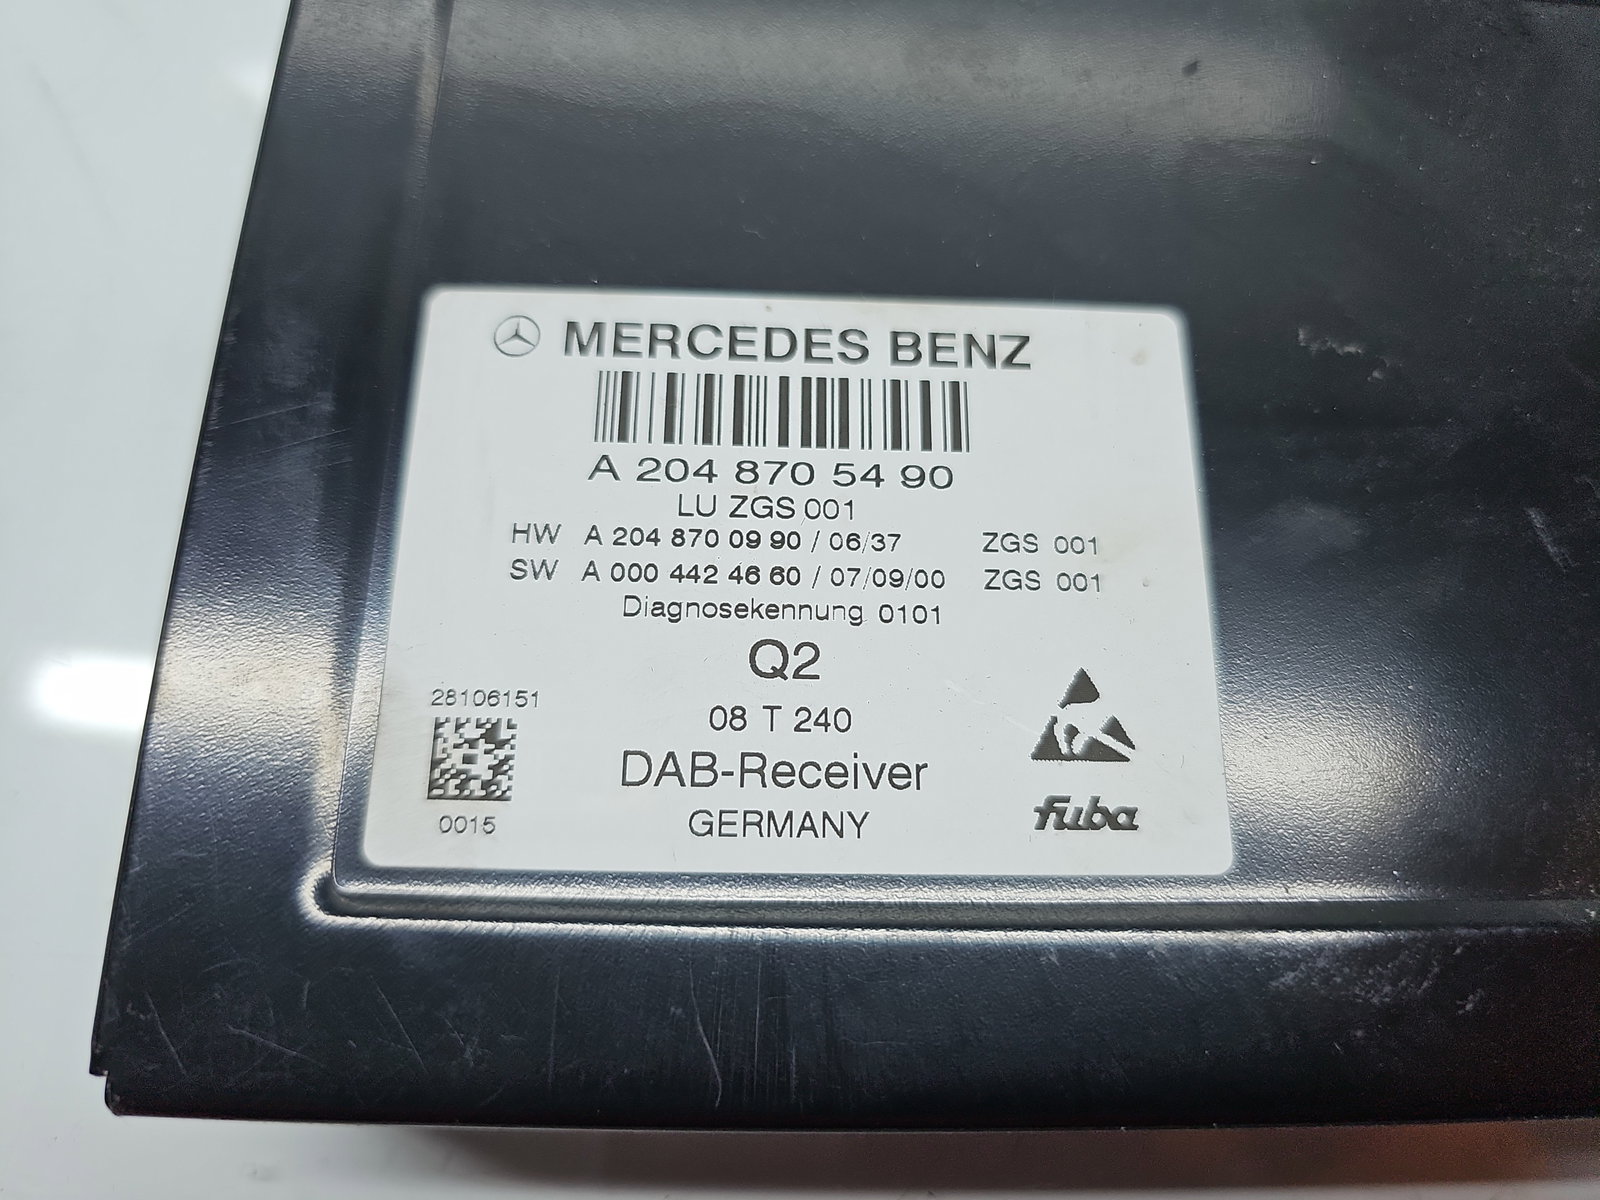 MERCEDES BENZ
A 204 870 54 90
LU ZGS 001
HW A 204 870 09 90 / 06/37 ZGS 001
SW A 000 442 46 60 / 07/09/00 ZGS 001
Diagnosekennung 0101
Q2
28106151
08 T 240
DAB-Receiver
0015
GERMANY
fuba